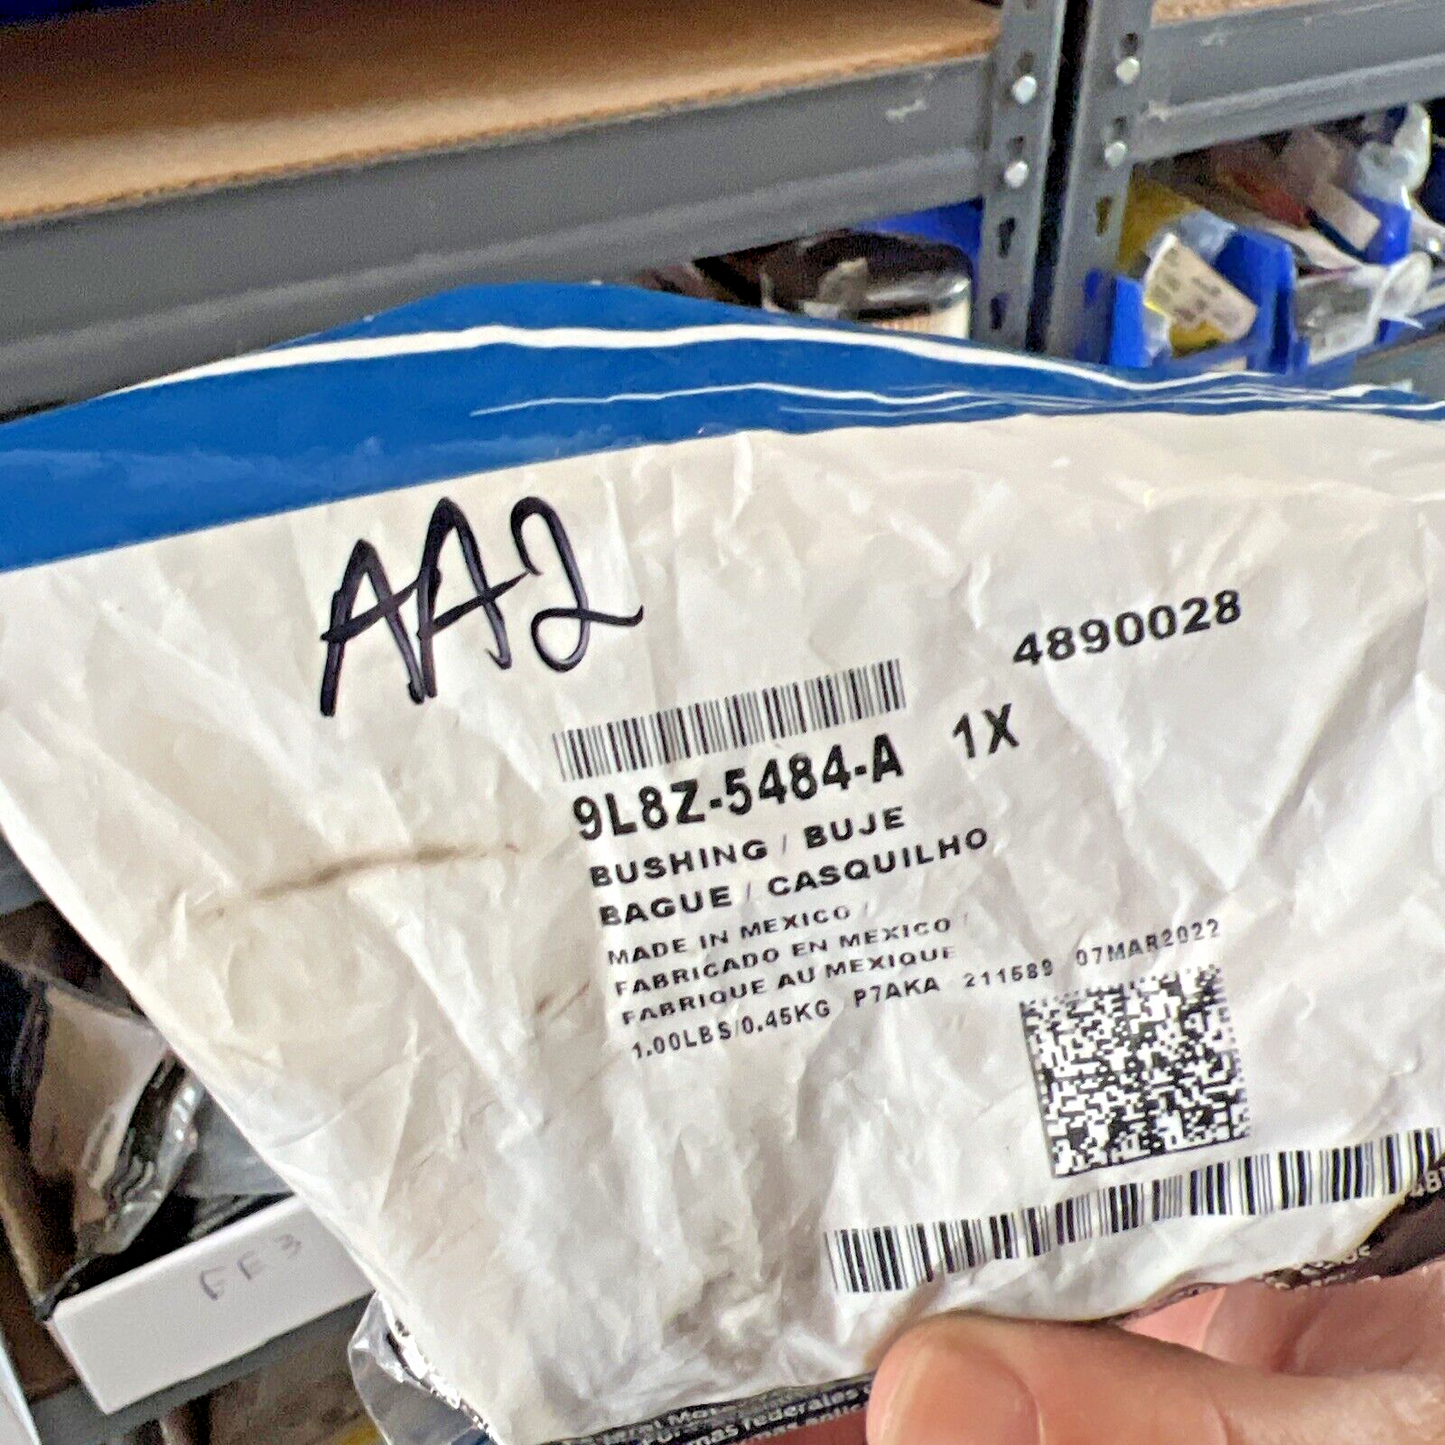 AA2
4890028
9L8Z-5484-A 1X
BUSHING / BUJE
BAGUE / CASQUILHO
MADE IN MEXICO /
FABRICADO EN MEXICO /
FABRIQUE AU MEXIQUE
1.00LBS/0.45KG P7AKA 211589 07MAR2022
EE3